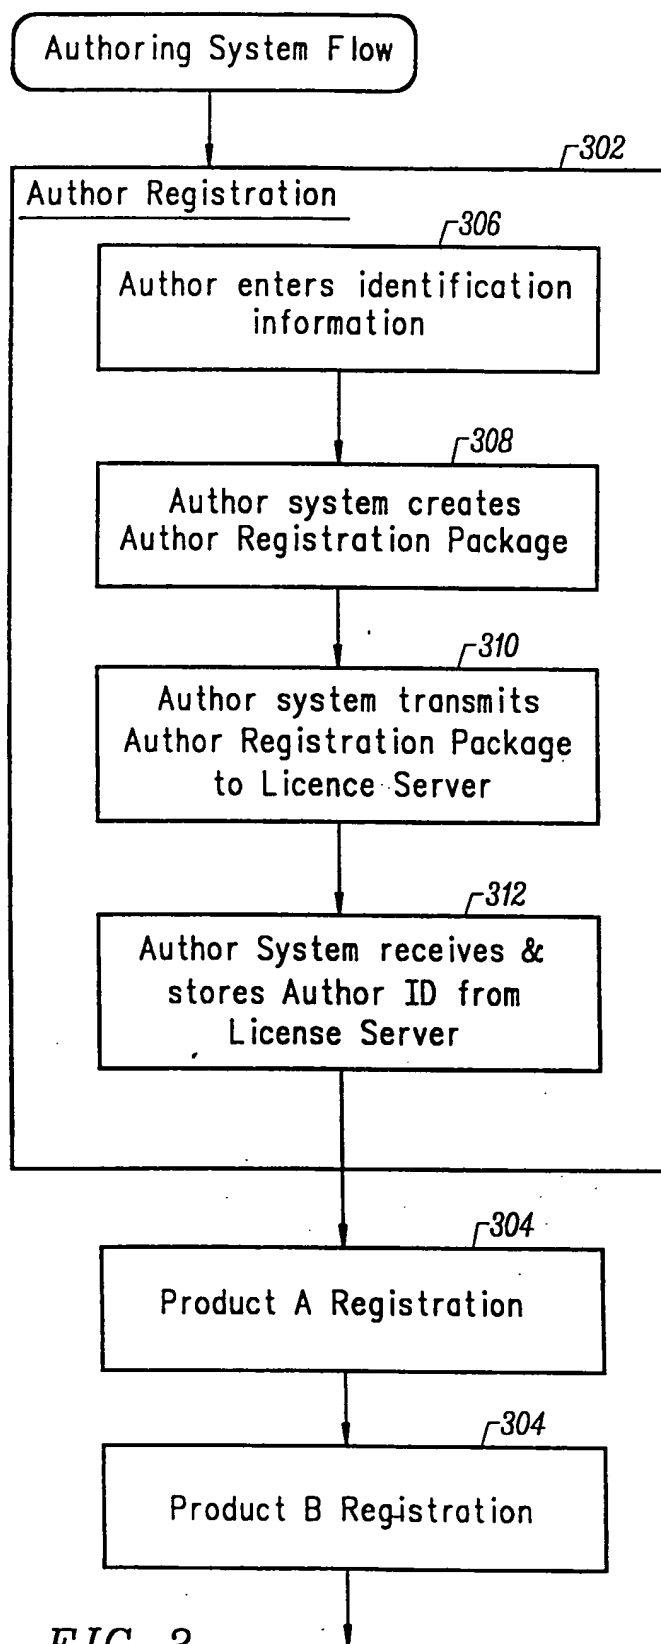 Authoring System Flow
302
Author Registration
306
Author enters identification
information
308
Author system creates
Author Registration Package
310
Author system transmits
Author Registration Package
to Licence Server
312
Author System receives &
stores Author ID from
License Server
304
Product A Registration
304
Product B Registration
FIG. 3